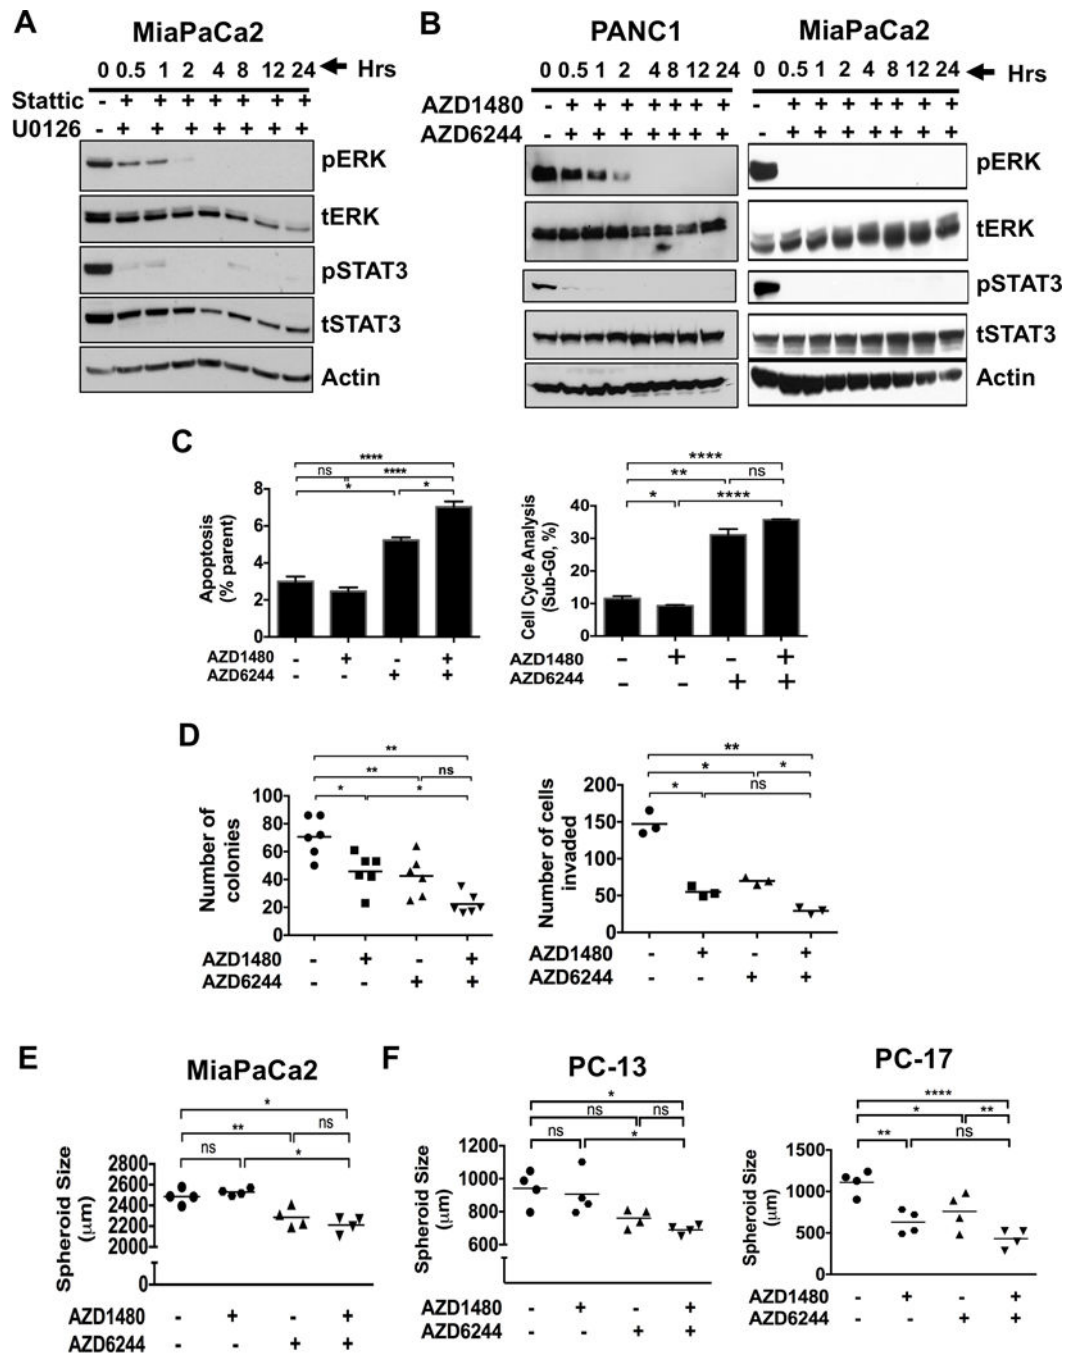 A
MiaPaCa2
0 0.5 1 2 4 8 12 24 Hrs
Stattic - + + + + + + +
U0126 - + + + + + + +
pERK
tERK
pSTAT3
tSTAT3
Actin
B
PANC1 MiaPaCa2
0 0.5 1 2 4 8 12 24 0 0.5 1 2 4 8 12 24 Hrs
AZD1480 - + + + + + + + - + + + + + + +
AZD6244 - + + + + + + + - + + + + + + +
pERK
tERK
pSTAT3
tSTAT3
Actin
C
****
ns ****
* *
Apoptosis
(% parent)
8
6
4
2
0
AZD1480 - + - +
AZD6244 - - + +
****
** ns
* ****
Cell Cycle Analysis
(Sub-G0, %)
40
30
20
10
0
AZD1480 - + - +
AZD6244 - - + +
D
**
** ns
* *
Number of
colonies
100
80
60
40
20
0
AZD1480 - + - +
AZD6244 - - + +
**
* *
* ns
Number of cells
invaded
200
150
100
50
0
AZD1480 - + - +
AZD6244 - - + +
E
MiaPaCa2
*
** ns
ns *
Spheroid Size
(μm)
2800
2600
2400
2200
2000
0
AZD1480 - + - +
AZD6244 - - + +
F
PC-13
*
ns ns
ns *
Spheroid Size
(μm)
1200
1000
800
600
AZD1480 - + - +
AZD6244 - - + +
PC-17
****
* **
** ns
Spheroid Size
(μm)
1500
1000
500
0
AZD1480 - + - +
AZD6244 - - + +